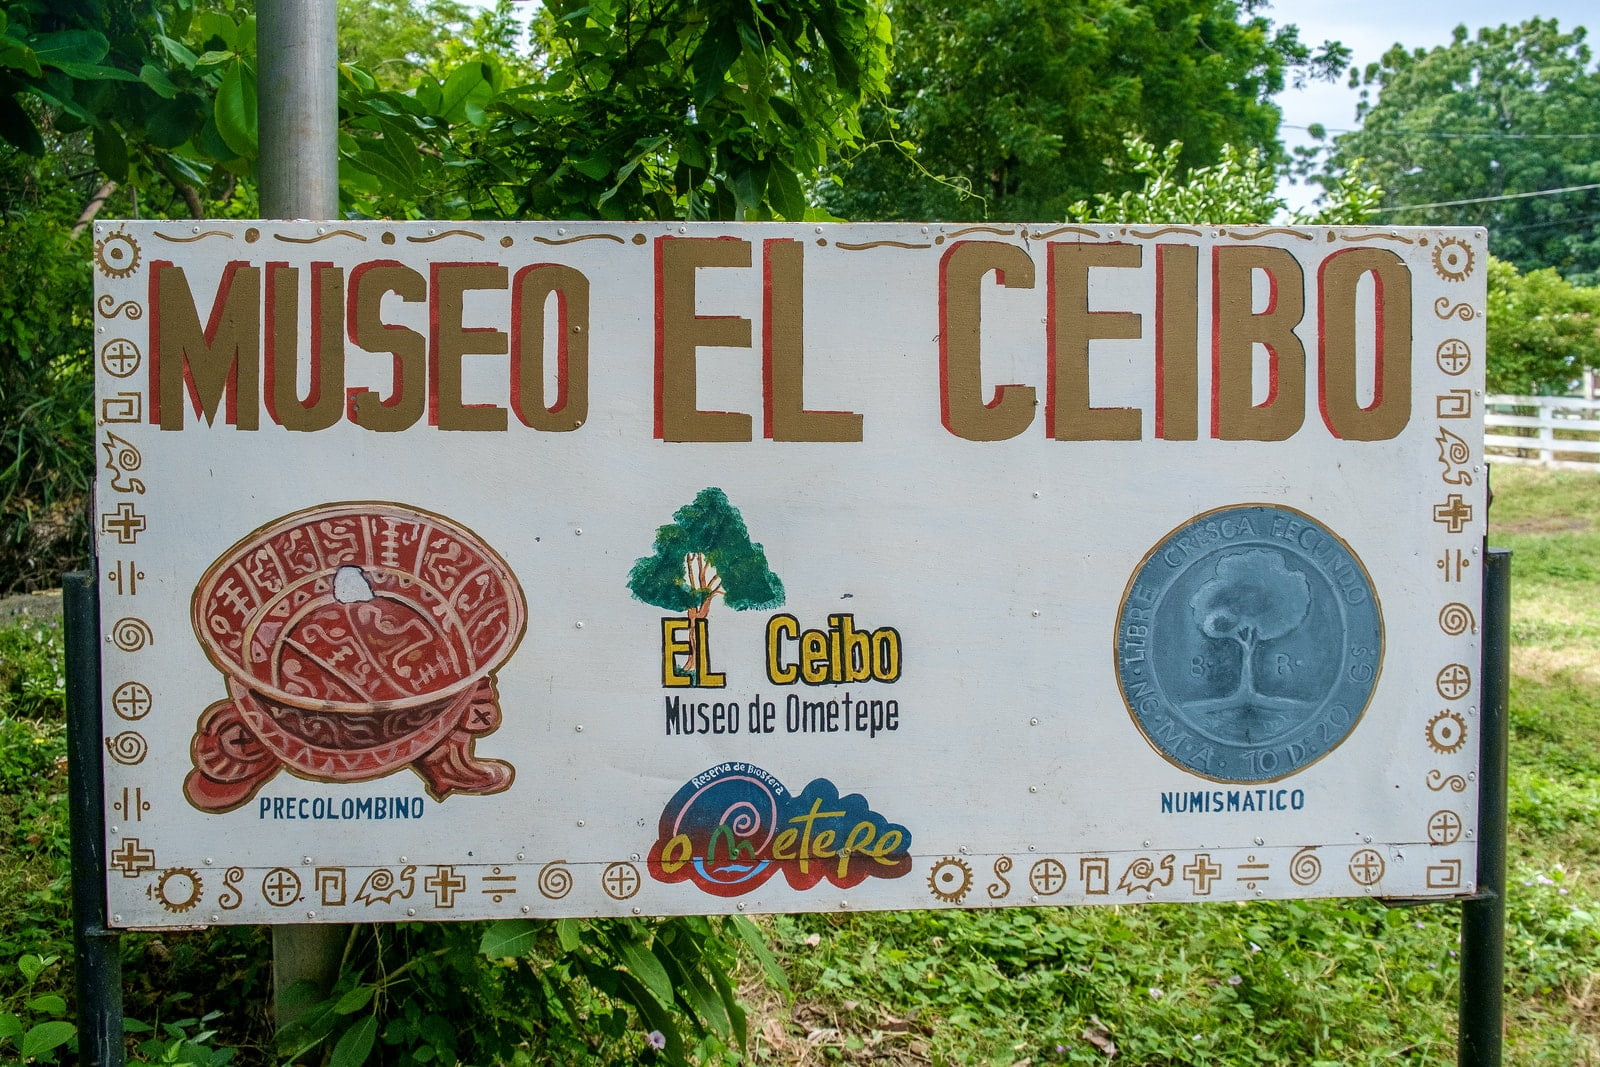 MUSEO EL CEIBO
EL Ceibo
Museo de Ometepe
PRECOLOMBINO
Reserva de Biosfera
ometepe
LIBRE CRESCA FECUNDO
8 R
10 D: 20 Gs
NUMISMATICO